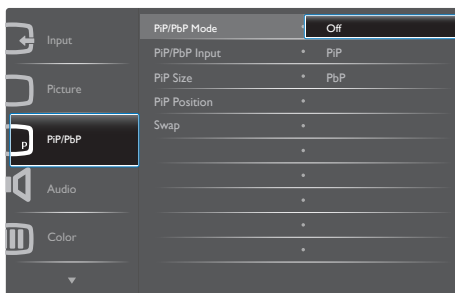 Input
Picture
P
PiP/PbP
Audio
Color
PiP/PbP Mode
PiP/PbP Input
PiP Size
PiP Position
Swap
Off
PiP
PbP